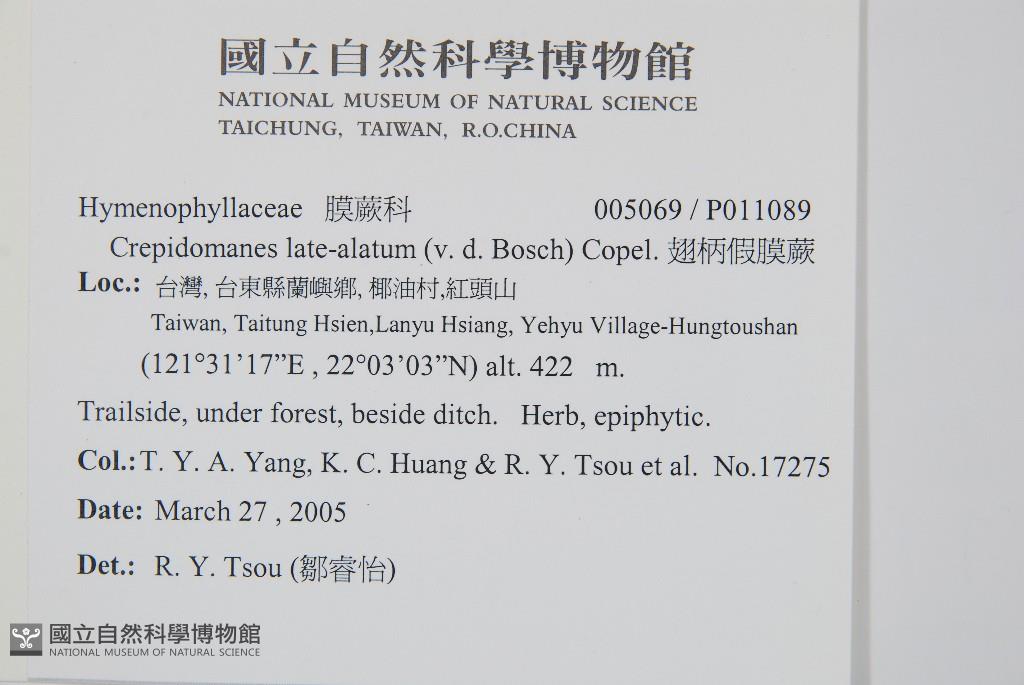 國立自然科學博物館
NATIONAL MUSEUM OF NATURAL SCIENCE
TAICHUNG, TAIWAN, R.O.CHINA
Hymenophyllaceae 膜蕨科 005069 / P011089
Crepidomanes late-alatum (v. d. Bosch) Copel. 翅柄假膜蕨
Loc.: 台灣, 台東縣蘭嶼鄉, 椰油村,紅頭山
Taiwan, Taitung Hsien,Lanyu Hsiang, Yehyu Village-Hungtoushan
(121°31’17”E , 22°03’03”N) alt. 422 m.
Trailside, under forest, beside ditch. Herb, epiphytic.
Col.: T. Y. A. Yang, K. C. Huang & R. Y. Tsou et al. No.17275
Date: March 27 , 2005
Det.: R. Y. Tsou (鄒睿怡)
國立自然科學博物館
NATIONAL MUSEUM OF NATURAL SCIENCE